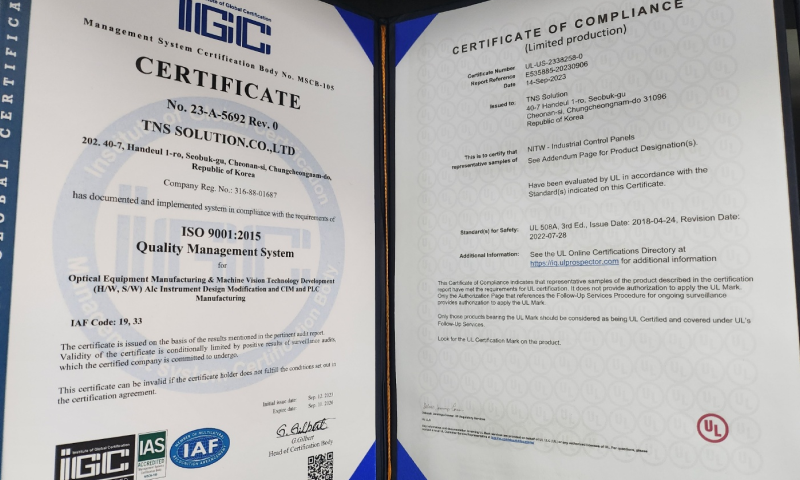 GLOBAL CERTIFICA
Institute of Global Certification
IGC
Management System Certification Body No. MSCB-105
CERTIFICATE
No. 23-A-5692 Rev. 0
TNS SOLUTION.CO.,LTD
202. 40-7, Handeul 1-ro, Seobuk-gu, Cheonan-si, Chungcheongnam-do,
Republic of Korea
Company Reg. No.: 316-88-01687
has documented and implemented system in compliance with the requirements of
ISO 9001:2015
Quality Management System
for
Optical Equipment Manufacturing & Machine Vision Technology Development
(H/W, S/W) A/c Instrument Design Modification and CIM and PLC
Manufacturing
IAF Code: 19, 33
The certificate is issued on the basis of the results mentioned in the pertinent audit report.
Validity of the certificate is conditionally limited by positive results of surveillance audits,
which the certified company is committed to undergo.
This certificate can be invalid if the certificate holder does not fulfill the conditions set out in
the certification agreement.
Initial issue date: Sep. 12. 2023
Expire date: Sep. 11. 2026
G. Gilbert
G.Gilbert
Head of Certification Body
Institute of Global Certification
IGC
IAS
ACCREDITED
IAF
CERTIFICATE OF COMPLIANCE
(Limited production)
Certificate Number UL-US-2338258-0
Report Reference E535885-20230906
Date 14-Sep-2023
Issued to: TNS Solution
40-7 Handeul 1-ro, Seobuk-gu
Cheonan-si, Chungcheongnam-do 31096
Republic of Korea
This is to certify that NITW - Industrial Control Panels
representative samples of See Addendum Page for Product Designation(s).
Have been evaluated by UL in accordance with the
Standard(s) indicated on this Certificate.
Standard(s) for Safety: UL 508A, 3rd Ed., Issue Date: 2018-04-24, Revision Date:
2022-07-28
Additional Information: See the UL Online Certifications Directory at
https://iq.ulprospector.com for additional information
This Certificate of Compliance indicates that representative samples of the product described in the certification
report have met the requirements for UL certification. It does not provide authorization to apply the UL Mark.
Only the Authorization Page that references the Follow-Up Services Procedure for ongoing surveillance
provides authorization to apply the UL Mark.
Only those products bearing the UL Mark should be considered as being UL Certified and covered under UL's
Follow-Up Services.
Look for the UL Certification Mark on the product.
UL